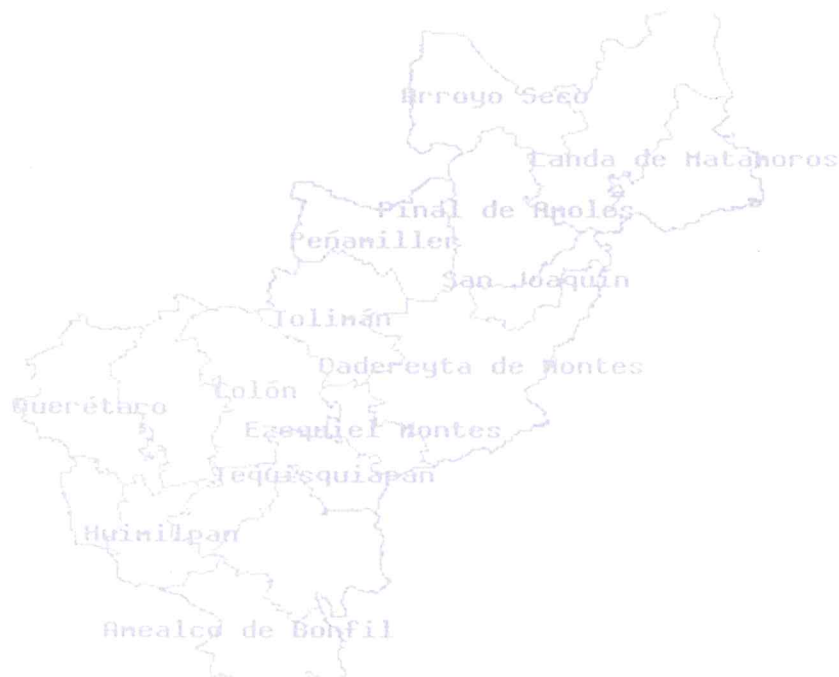 Arroyo Seco
Landa de Matamoros
Pinal de Amoles
Peñamiller
San Joaquín
Tolimán
Cadereyta de Montes
Colón
Querétaro
Ezequiel Montes
Tequisquiapan
Huimilpan
Amealco de Bonfil